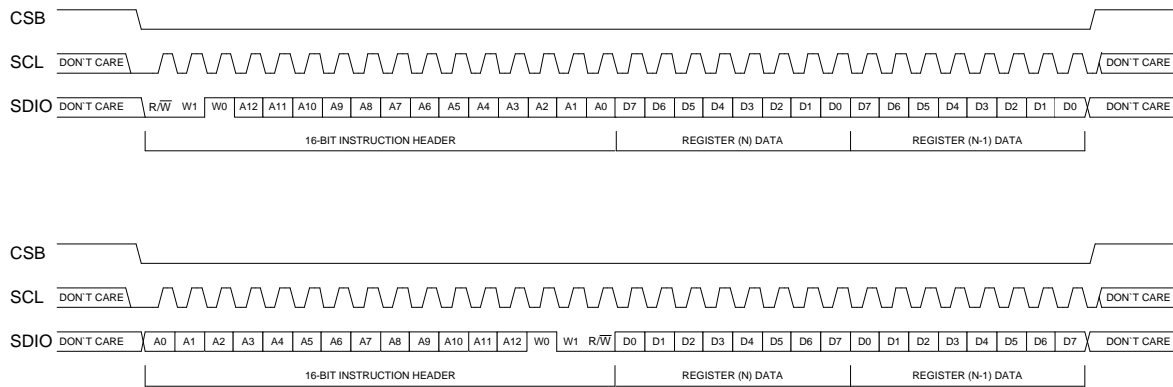 CSB
SCL DON'T CARE DON'T CARE
SDIO DON'T CARE R/W̅ W1 W0 A12 A11 A10 A9 A8 A7 A6 A5 A4 A3 A2 A1 A0 D7 D6 D5 D4 D3 D2 D1 D0 D7 D6 D5 D4 D3 D2 D1 D0 DON'T CARE
16-BIT INSTRUCTION HEADER REGISTER (N) DATA REGISTER (N-1) DATA
CSB
SCL DON'T CARE DON'T CARE
SDIO DON'T CARE A0 A1 A2 A3 A4 A5 A6 A7 A8 A9 A10 A11 A12 W0 W1 R/W̅ D0 D1 D2 D3 D4 D5 D6 D7 D0 D1 D2 D3 D4 D5 D6 D7 DON'T CARE
16-BIT INSTRUCTION HEADER REGISTER (N) DATA REGISTER (N-1) DATA